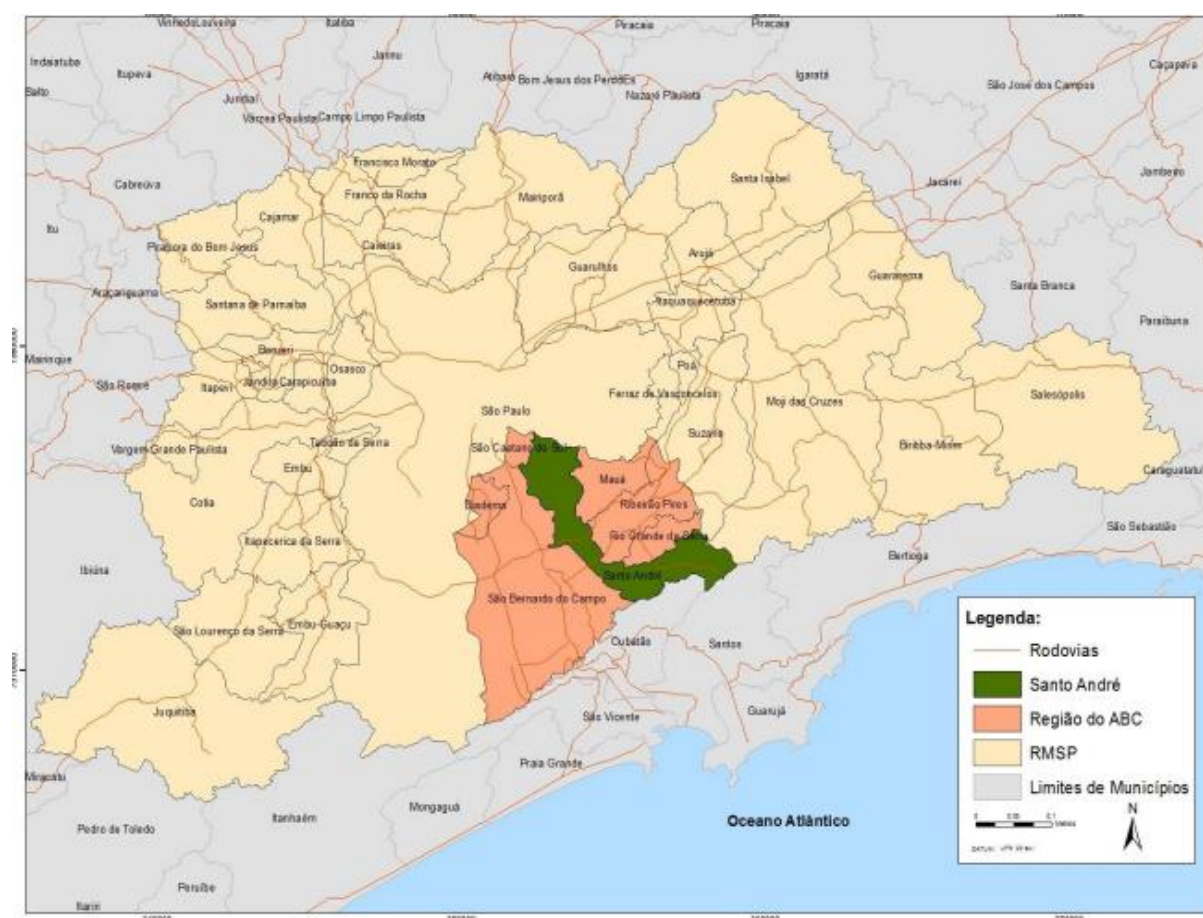 Vinhedo Louveira
Itatiba
Piracaia
Piracaia
Indaiatuba
Itupeva
Jarinu
Atibaia
Bom Jesus dos Perdões
Igaratá
São José dos Campos
Caçapava
Salto
Jundiaí
Nazaré Paulista
Várzea Paulista
Campo Limpo Paulista
Cabreúva
Francisco Morato
Franco da Rocha
Mairiporã
Santa Isabel
Jacareí
Jambeiro
Itu
Cajamar
Pirapora do Bom Jesus
Caieiras
Guarulhos
Arujá
Guararema
Araçariguama
Santana de Parnaíba
Itaquaquecetuba
Santa Branca
Paraibuna
Mairinque
São Roque
Barueri
Itapevi
Jandira
Carapicuíba
Osasco
Poá
Ferraz de Vasconcelos
Moji das Cruzes
Salesópolis
São Paulo
Vargem Grande Paulista
Taboão da Serra
São Caetano do Sul
Suzano
Biritiba-Mirim
Embu
Caraguatatu
Cotia
Diadema
Mauá
Ribeirão Pires
Itapecerica da Serra
Rio Grande da Serra
São Sebastião
Ibiúna
Bertioga
Santo André
São Bernardo do Campo
São Lourenço da Serra
Embu-Guaçu
Cubatão
Santos
Juquitiba
São Vicente
Guarujá
Miracatu
Praia Grande
Mongaguá
Itanhaém
Pedro de Toledo
Peruíbe
Itariri
Oceano Atlântico
Legenda:
Rodovias
Santo André
Região do ABC
RMSP
Limites de Municípios
N